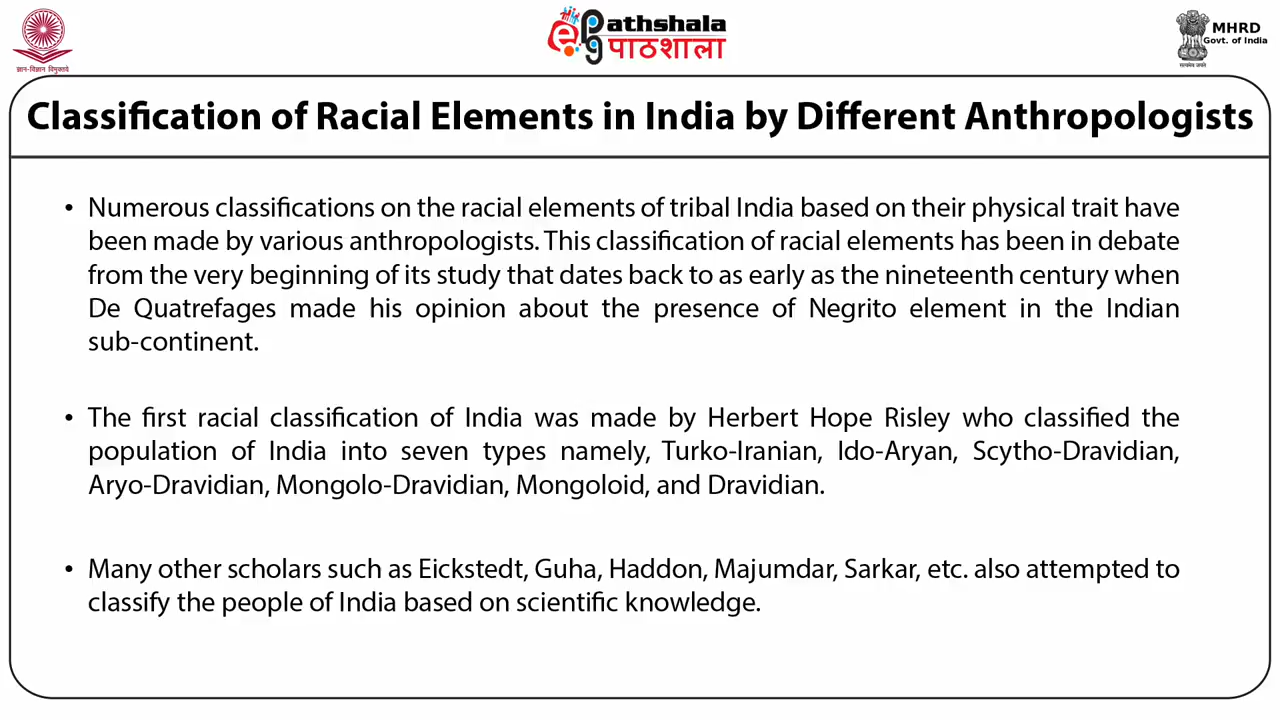 ज्ञान-विज्ञान विमुक्तये
e PG athshala
पाठशाला
सत्यमेव जयते
MHRD
Govt. of India
Classification of Racial Elements in India by Different Anthropologists
• Numerous classifications on the racial elements of tribal India based on their physical trait have
been made by various anthropologists. This classification of racial elements has been in debate
from the very beginning of its study that dates back to as early as the nineteenth century when
De Quatrefages made his opinion about the presence of Negrito element in the Indian
sub-continent.
• The first racial classification of India was made by Herbert Hope Risley who classified the
population of India into seven types namely, Turko-Iranian, Ido-Aryan, Scytho-Dravidian,
Aryo-Dravidian, Mongolo-Dravidian, Mongoloid, and Dravidian.
• Many other scholars such as Eickstedt, Guha, Haddon, Majumdar, Sarkar, etc. also attempted to
classify the people of India based on scientific knowledge.